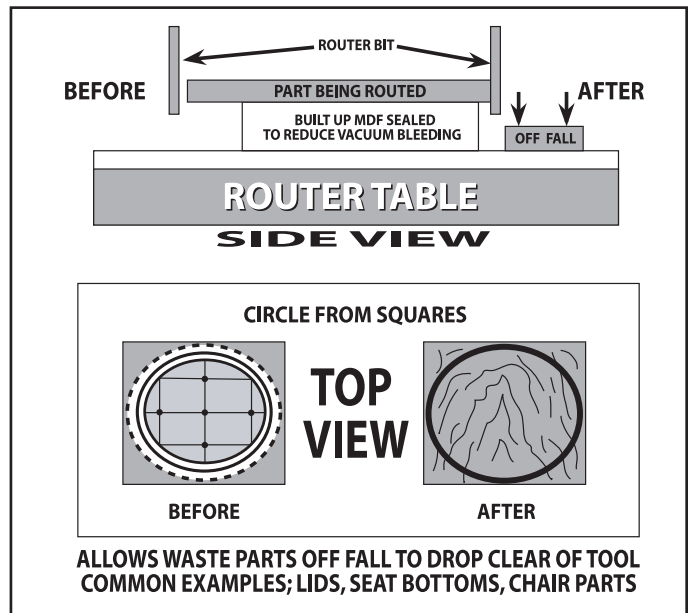 ROUTER BIT
BEFORE
AFTER
PART BEING ROUTED
BUILT UP MDF SEALED
TO REDUCE VACUUM BLEEDING
OFF FALL
ROUTER TABLE
SIDE VIEW
CIRCLE FROM SQUARES
TOP
VIEW
BEFORE
AFTER
ALLOWS WASTE PARTS OFF FALL TO DROP CLEAR OF TOOL
COMMON EXAMPLES; LIDS, SEAT BOTTOMS, CHAIR PARTS